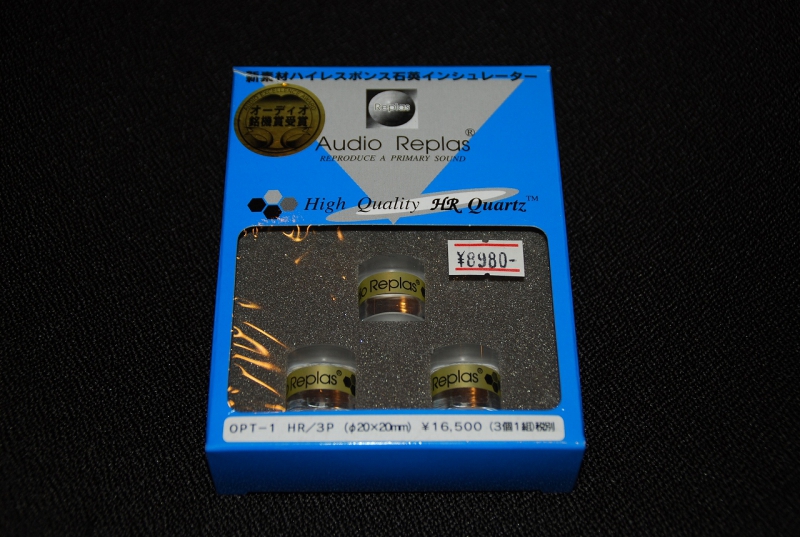 新素材ハイレスポンス石英インシュレーター
オーディオ
銘機賞受賞
Replas
Audio Replas®
REPRODUCE A PRIMARY SOUND
High Quality HR Quartz™
¥8980-
io Replas®
Replas®
Replas®
OPT-1 HR/3P (φ20×20mm) ¥16,500 (3個1組税別)